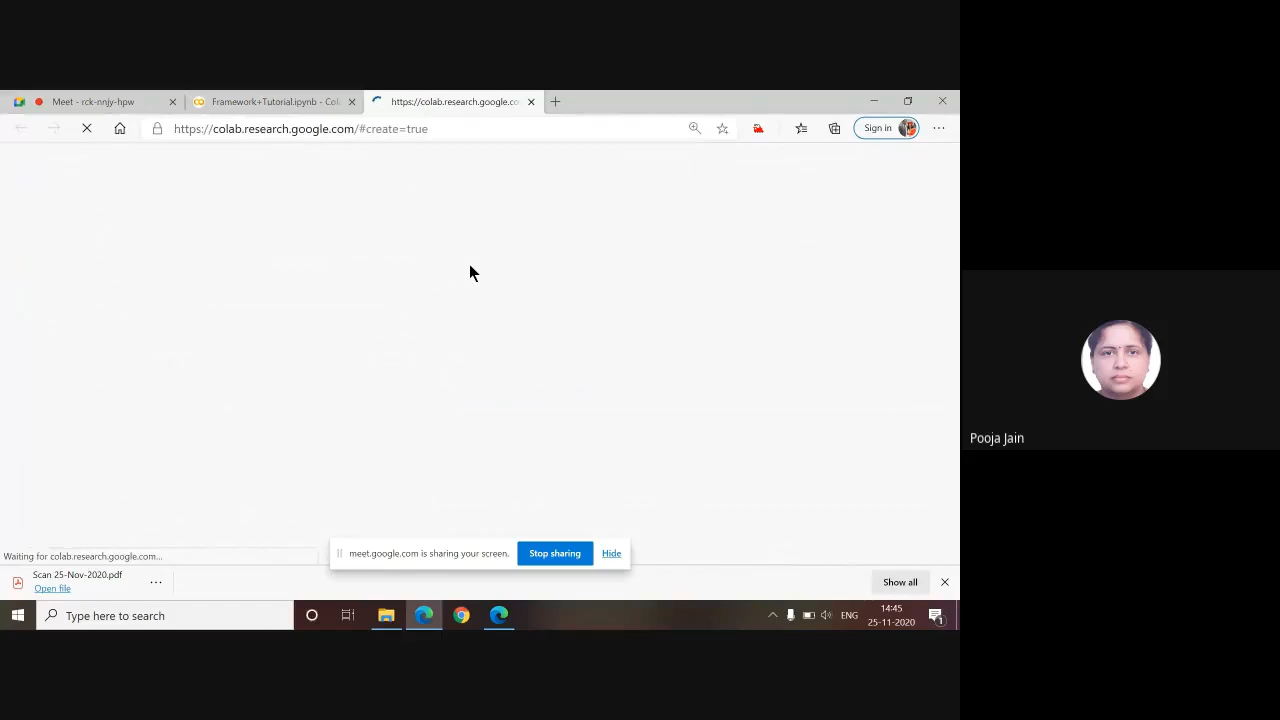 Meet - rck-nnjy-hpw
Framework+Tutorial.ipynb - Cola
https://colab.research.google.co
https://colab.research.google.com/#create=true
Sign in
Pooja Jain
Waiting for colab.research.google.com...
meet.google.com is sharing your screen.
Stop sharing
Hide
Scan 25-Nov-2020.pdf
Open file
Show all
Type here to search
ENG
14:45
25-11-2020
1